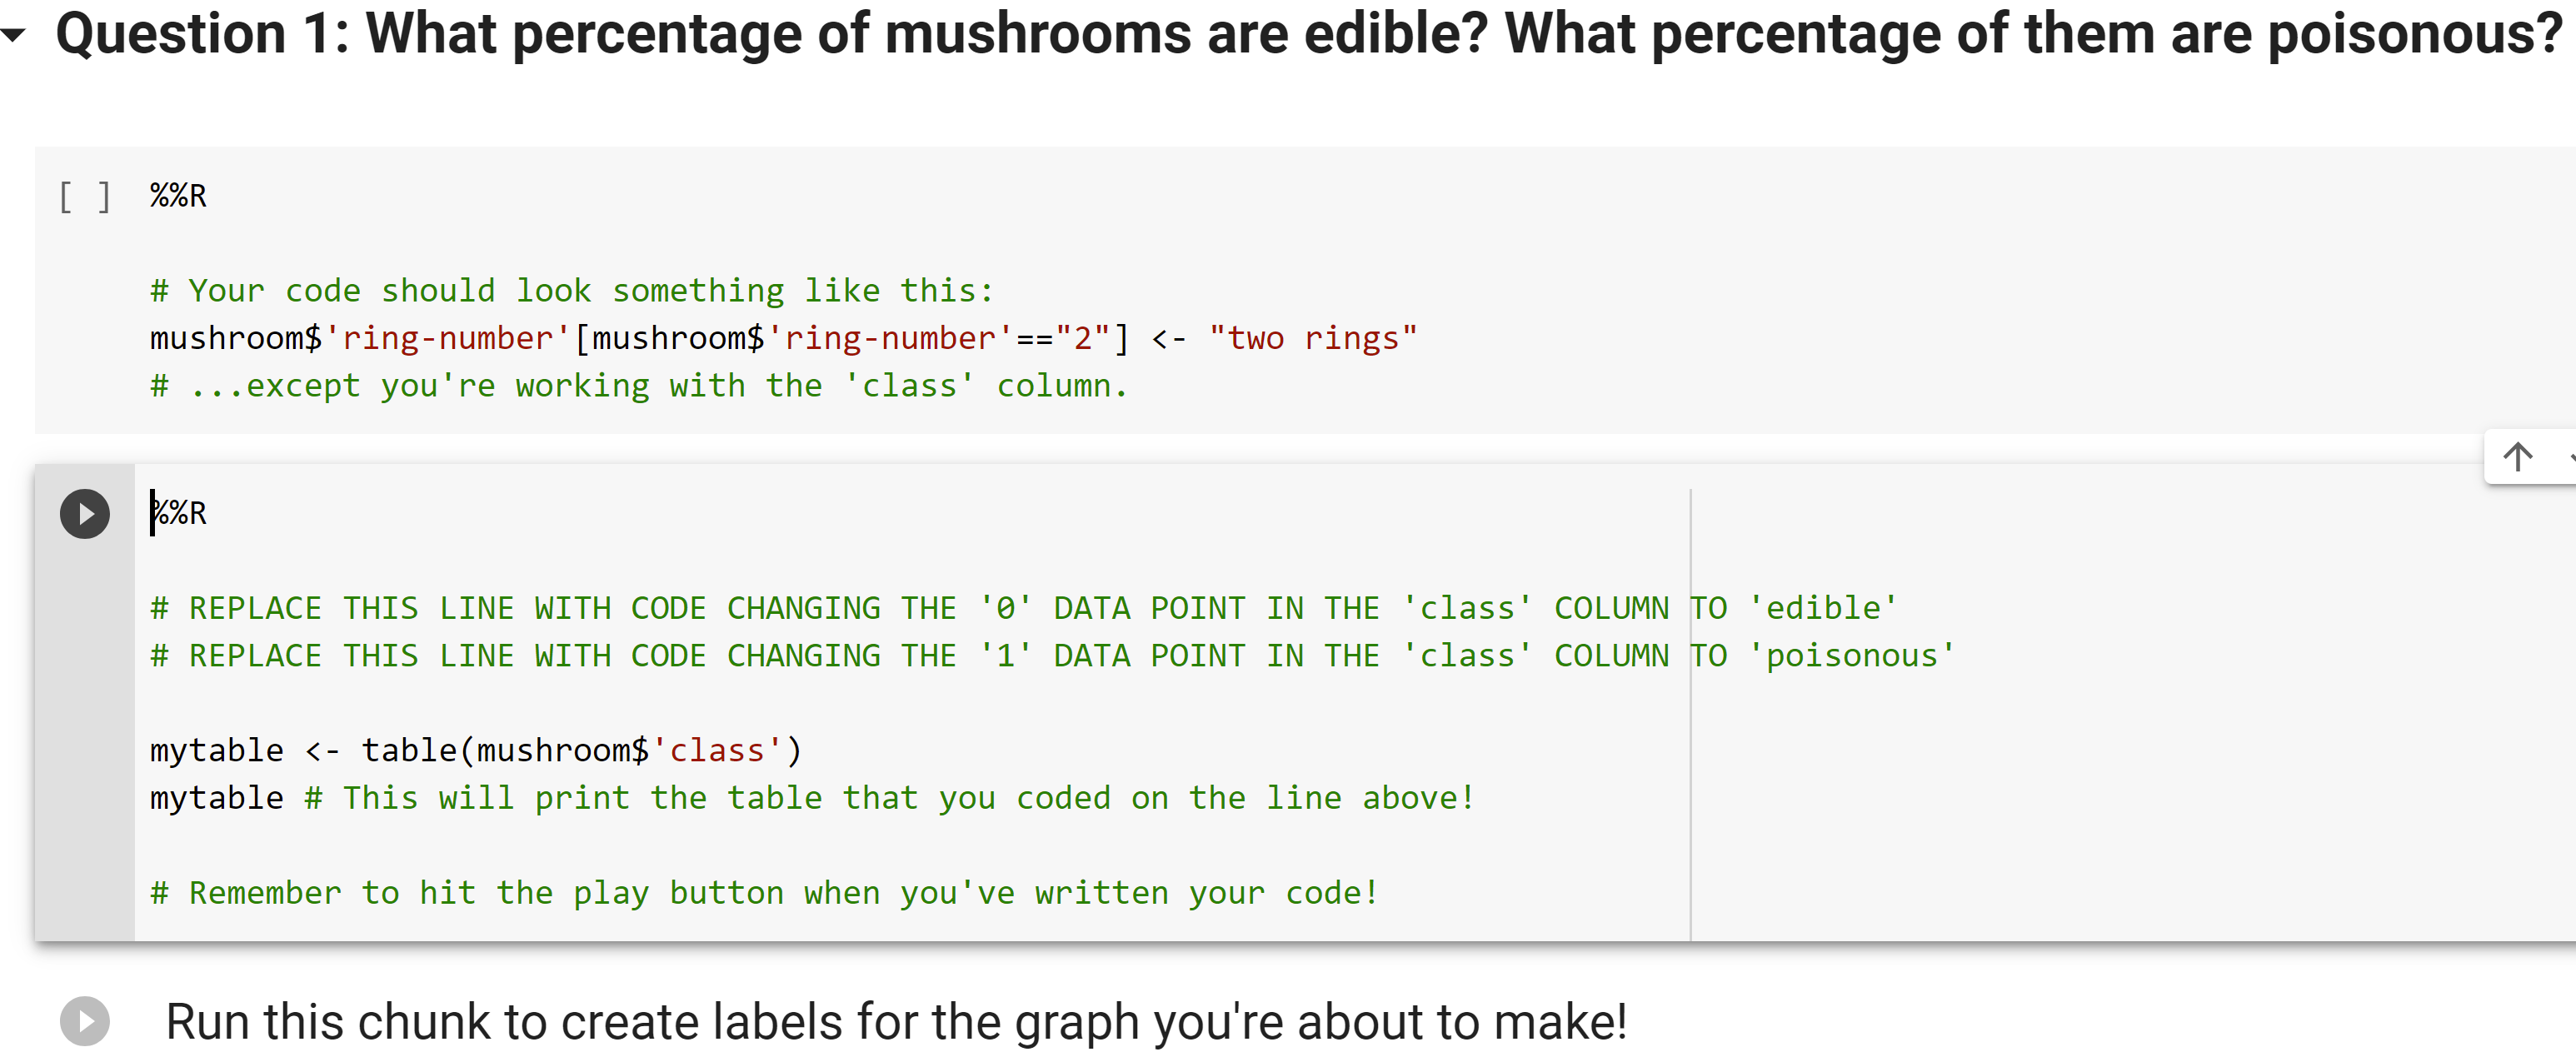 Question 1: What percentage of mushrooms are edible? What percentage of them are poisonous?
[ ] %%R
# Your code should look something like this:
mushroom$'ring-number'[mushroom$'ring-number'=="2"] <- "two rings"
# ...except you're working with the 'class' column.
%%R
# REPLACE THIS LINE WITH CODE CHANGING THE '0' DATA POINT IN THE 'class' COLUMN TO 'edible'
# REPLACE THIS LINE WITH CODE CHANGING THE '1' DATA POINT IN THE 'class' COLUMN TO 'poisonous'
mytable <- table(mushroom$'class')
mytable # This will print the table that you coded on the line above!
# Remember to hit the play button when you've written your code!
Run this chunk to create labels for the graph you're about to make!